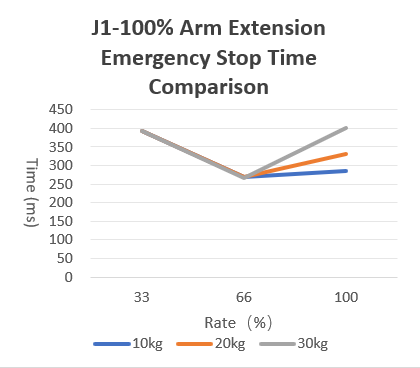 J1-100% Arm Extension
Emergency Stop Time
Comparison
450
400
350
300
250
200
150
100
50
0
Time (ms)
33 66 100
Rate（%）
10kg 20kg 30kg